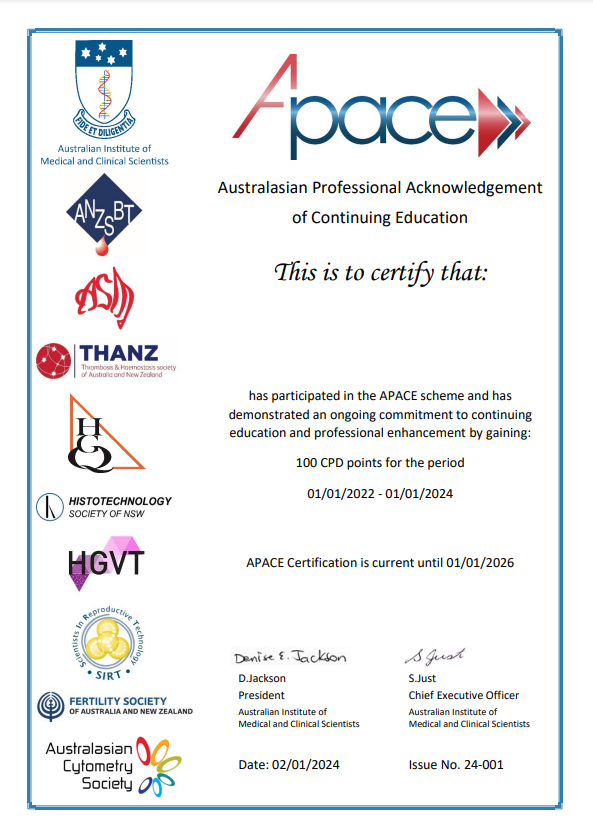 FIDE ET DILIGENTIA
Australian Institute of
Medical and Clinical Scientists
ANZSBT
ASM
THANZ
Thrombosis & Haemostasis society
of Australia and New Zealand
HGQ
HISTOTECHNOLOGY
SOCIETY OF NSW
HGVT
Scientists In Reproductive Technology
• SIRT •
FERTILITY SOCIETY
OF AUSTRALIA AND NEW ZEALAND
Australasian
Cytometry
Society
Apace
Australasian Professional Acknowledgement
of Continuing Education
This is to certify that:
has participated in the APACE scheme and has
demonstrated an ongoing commitment to continuing
education and professional enhancement by gaining:
100 CPD points for the period
01/01/2022 - 01/01/2024
APACE Certification is current until 01/01/2026
Denise E. Jackson
D.Jackson
President
Australian Institute of
Medical and Clinical Scientists
Date: 02/01/2024
S Just
S.Just
Chief Executive Officer
Australian Institute of
Medical and Clinical Scientists
Issue No. 24-001